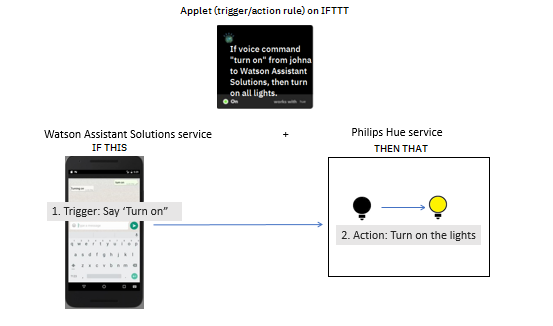 Applet (trigger/action rule) on IFTTT
If voice command
"turn on" from johna
to Watson Assistant
Solutions, then turn
on all lights.
On works with
Watson Assistant Solutions service + Philips Hue service
IF THIS THEN THAT
1. Trigger: Say ‘Turn on”
2. Action: Turn on the lights